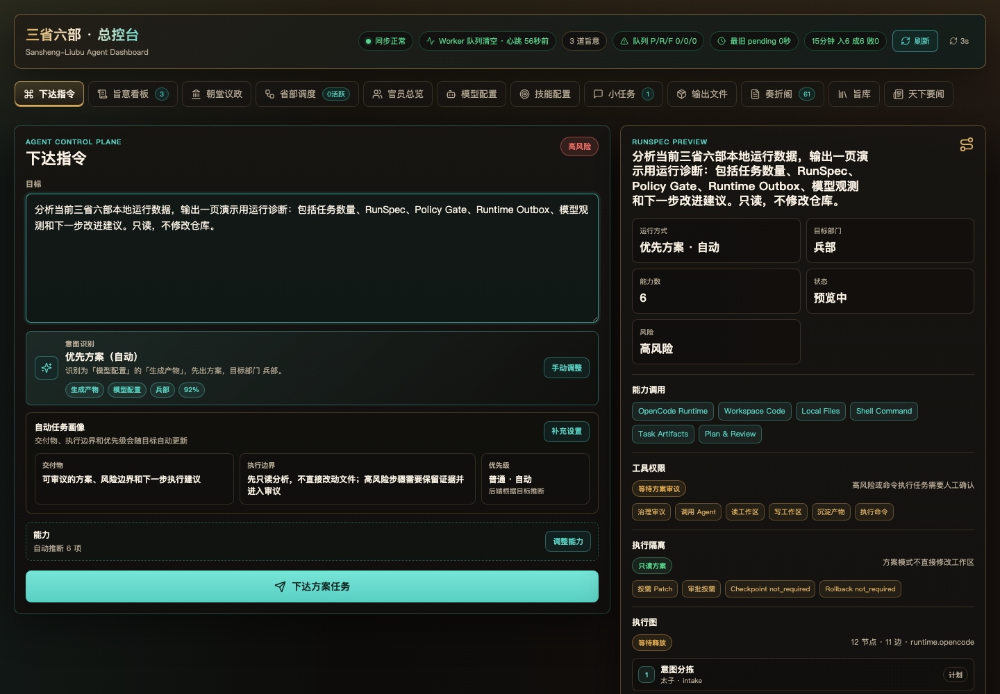 三省六部 · 总控台
Sansheng-Liubu Agent Dashboard
同步正常
Worker 队列清空 · 心跳 56秒前
3 道旨意
队列 P/R/F 0/0/0
最旧 pending 0秒
15分钟 入6 成6 败0
刷新
3s
下达指令
旨意看板 3
朝堂议政
省部调度 0活跃
官员总览
模型配置
技能配置
小任务 1
输出文件
奏折阁 61
旨库
天下要闻
AGENT CONTROL PLANE
下达指令
高风险
目标
分析当前三省六部本地运行数据，输出一页演示用运行诊断：包括任务数量、RunSpec、Policy Gate、Runtime Outbox、模型观
测和下一步改进建议。只读，不修改仓库。
意图识别
优先方案（自动）
识别为「模型配置」的「生成产物」，先出方案，目标部门 兵部。
生成产物
模型配置
兵部
92%
手动调整
自动任务画像
交付物、执行边界和优先级会随目标自动更新
补充设置
交付物
可审议的方案、风险边界和下一步执行建议
执行边界
先只读分析，不直接改动文件；高风险步骤需要保留证据并
进入审议
优先级
普通 · 自动
后端根据目标推断
能力
自动推断 6 项
调整能力
下达方案任务
RUNSPEC PREVIEW
分析当前三省六部本地运行数据，输出一页演
示用运行诊断：包括任务数量、RunSpec、
Policy Gate、Runtime Outbox、模型观测
和下一步改进建议。只读，不修改仓库。
运行方式
优先方案 · 自动
目标部门
兵部
能力数
6
状态
预览中
风险
高风险
能力调用
OpenCode Runtime
Workspace Code
Local Files
Shell Command
Task Artifacts
Plan & Review
工具权限
等待方案审议
高风险或命令执行任务需要人工确认
治理审议
调用 Agent
读工作区
写工作区
沉淀产物
执行命令
执行隔离
只读方案
方案模式不直接修改工作区
按需 Patch
审批按需
Checkpoint not_required
Rollback not_required
执行图
等待释放
12 节点 · 11 边 · runtime.opencode
1
意图分拣
太子 · intake
计划